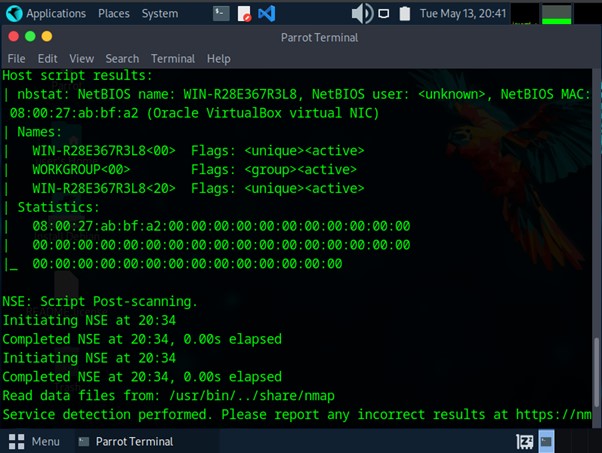 Applications Places System Tue May 13, 20:41
Parrot Terminal
File Edit View Search Terminal Help
Host script results:
| nbstat: NetBIOS name: WIN-R28E367R3L8, NetBIOS user: <unknown>, NetBIOS MAC:
08:00:27:ab:bf:a2 (Oracle VirtualBox virtual NIC)
| Names:
|   WIN-R28E367R3L8<00>  Flags: <unique><active>
|   WORKGROUP<00>        Flags: <group><active>
|   WIN-R28E367R3L8<20>  Flags: <unique><active>
| Statistics:
|   08:00:27:ab:bf:a2:00:00:00:00:00:00:00:00:00:00:00
|   00:00:00:00:00:00:00:00:00:00:00:00:00:00:00:00:00
|_  00:00:00:00:00:00:00:00:00:00:00:00:00:00
NSE: Script Post-scanning.
Initiating NSE at 20:34
Completed NSE at 20:34, 0.00s elapsed
Initiating NSE at 20:34
Completed NSE at 20:34, 0.00s elapsed
Read data files from: /usr/bin/../share/nmap
Service detection performed. Please report any incorrect results at https://nm
Menu Parrot Terminal